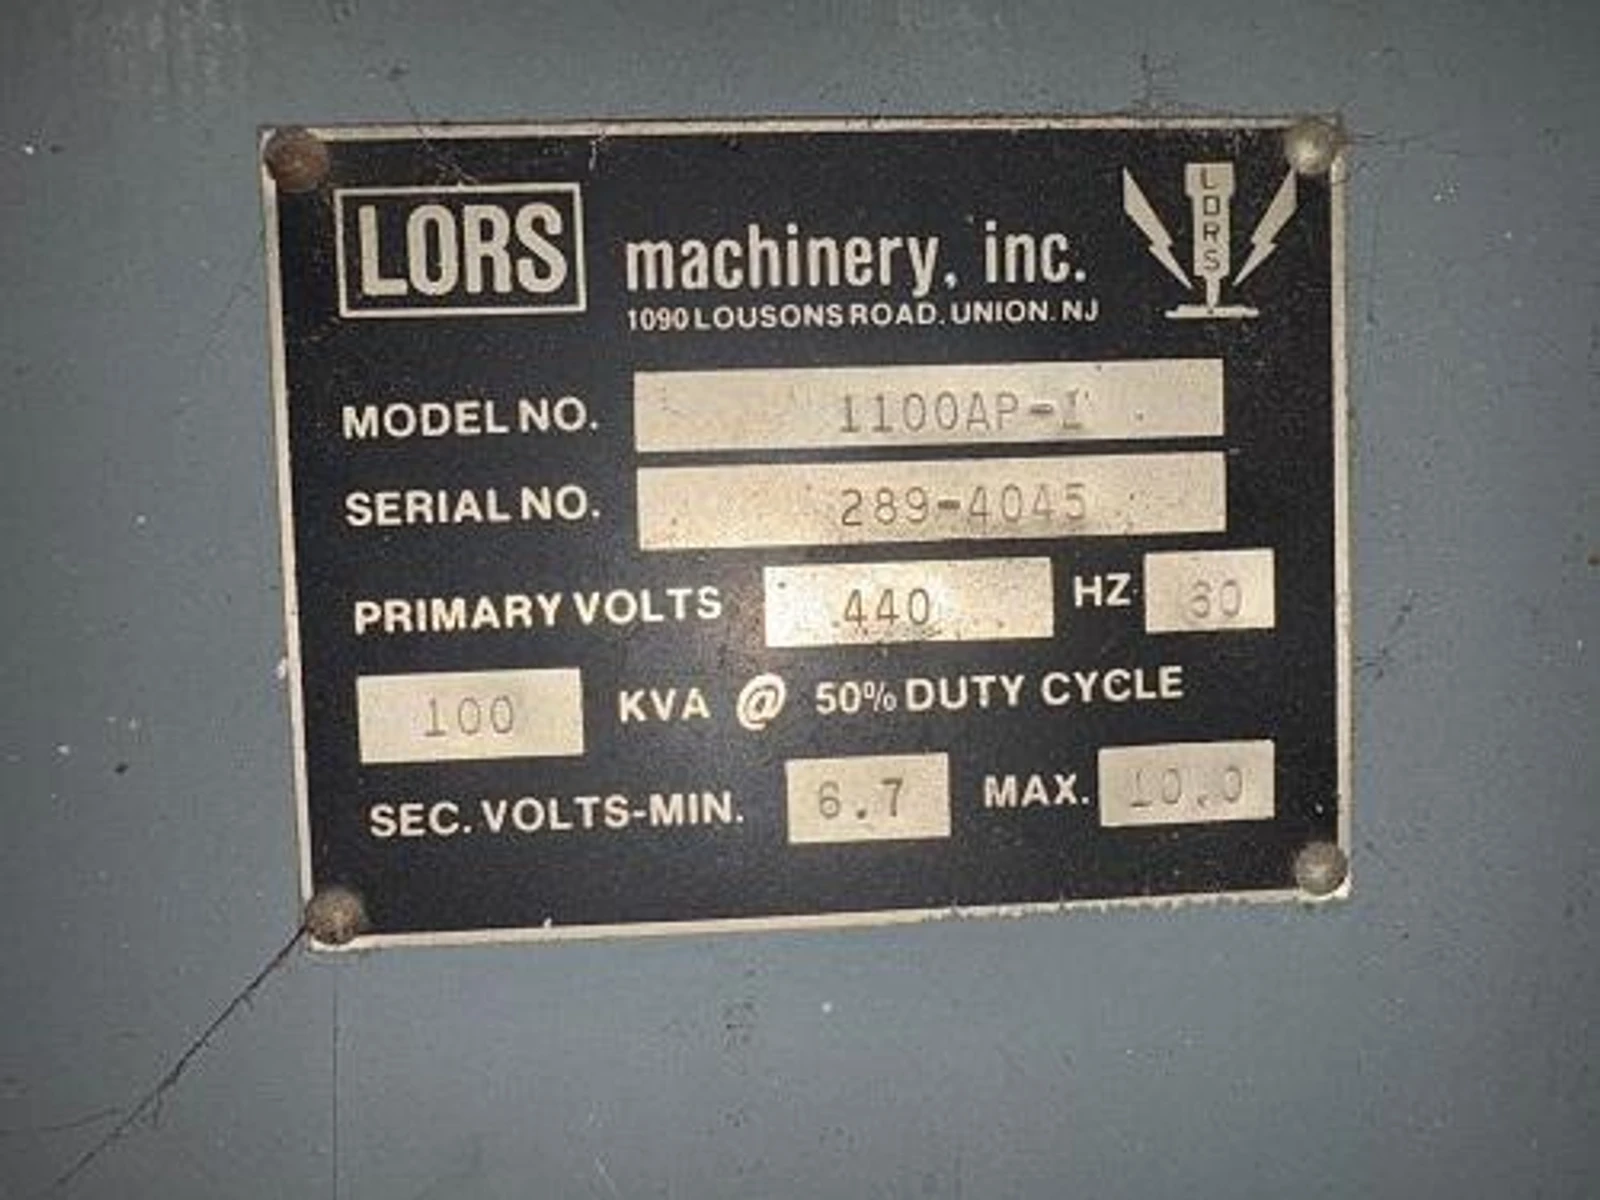 LORS machinery, inc.
1090 LOUSONS ROAD. UNION. NJ
LORS
MODEL NO. 1100AP-1
SERIAL NO. 289-4045
PRIMARY VOLTS 440 HZ 60
100 KVA @ 50% DUTY CYCLE
SEC. VOLTS-MIN. 6.7 MAX. 10.0